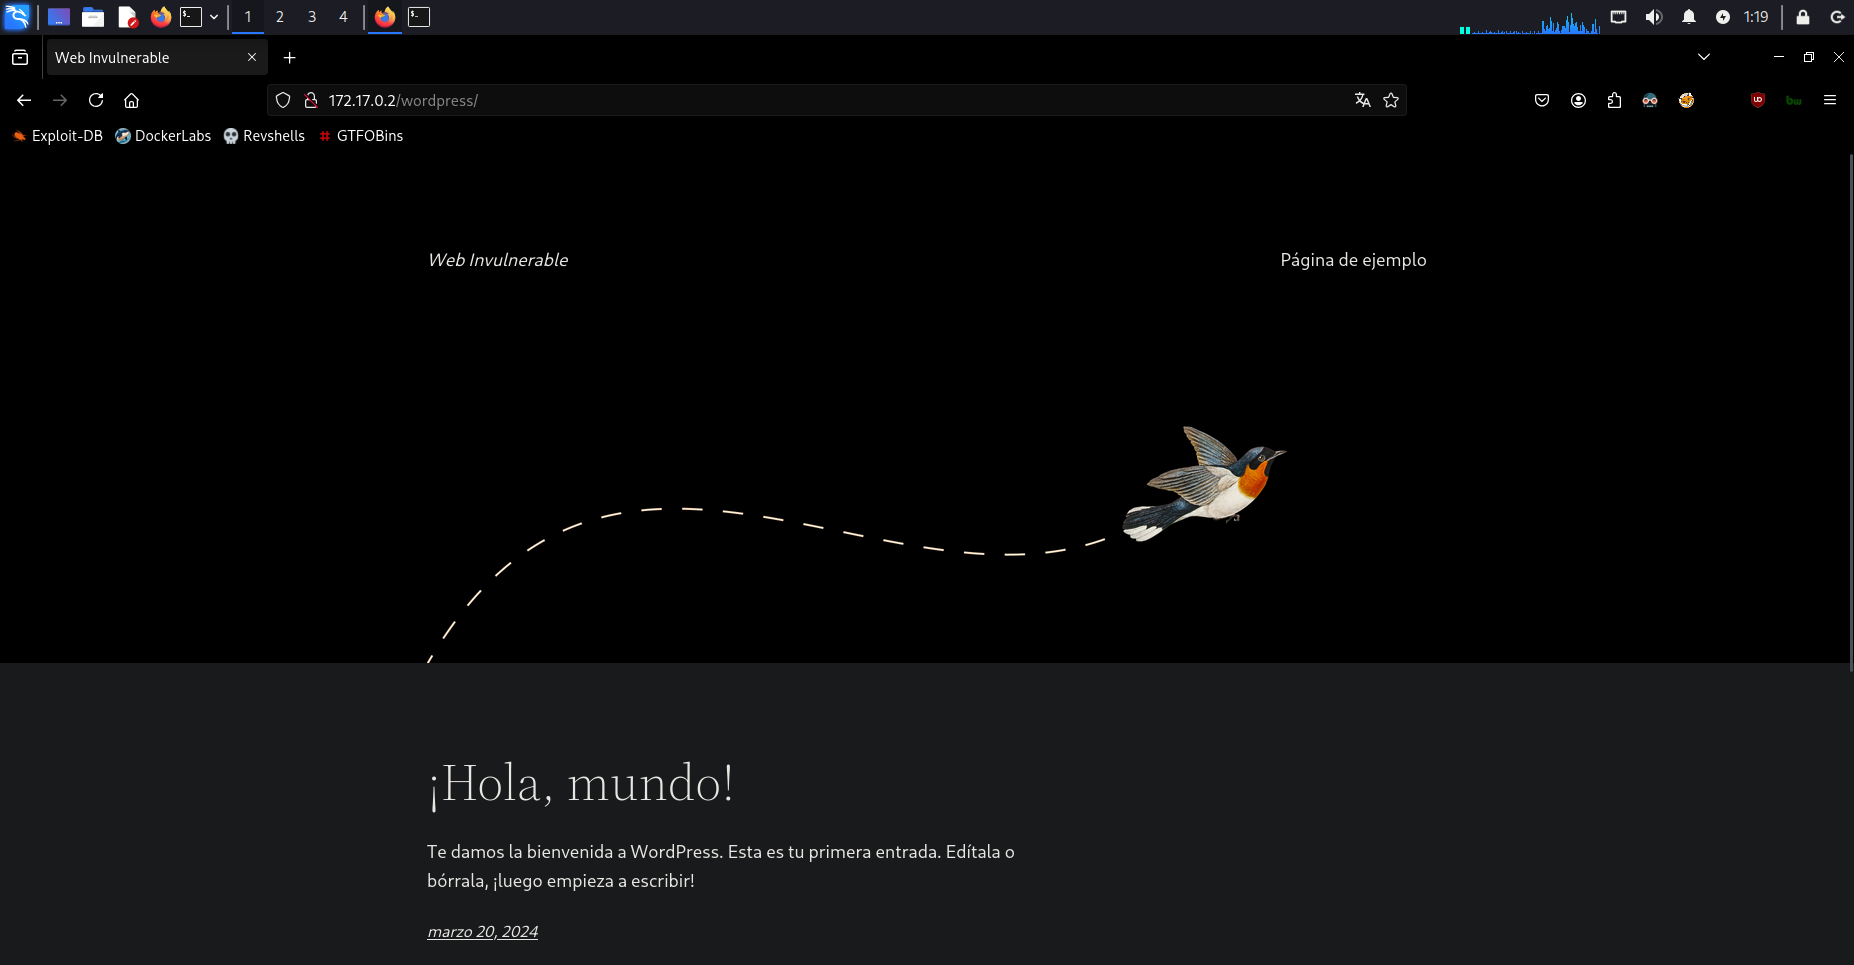 1 2 3 4 1:19
Web Invulnerable
172.17.0.2/wordpress/
Exploit-DB DockerLabs Revshells GTFOBins
Web Invulnerable Página de ejemplo
¡Hola, mundo!
Te damos la bienvenida a WordPress. Esta es tu primera entrada. Edítala o
bórrala, ¡luego empieza a escribir!
marzo 20, 2024